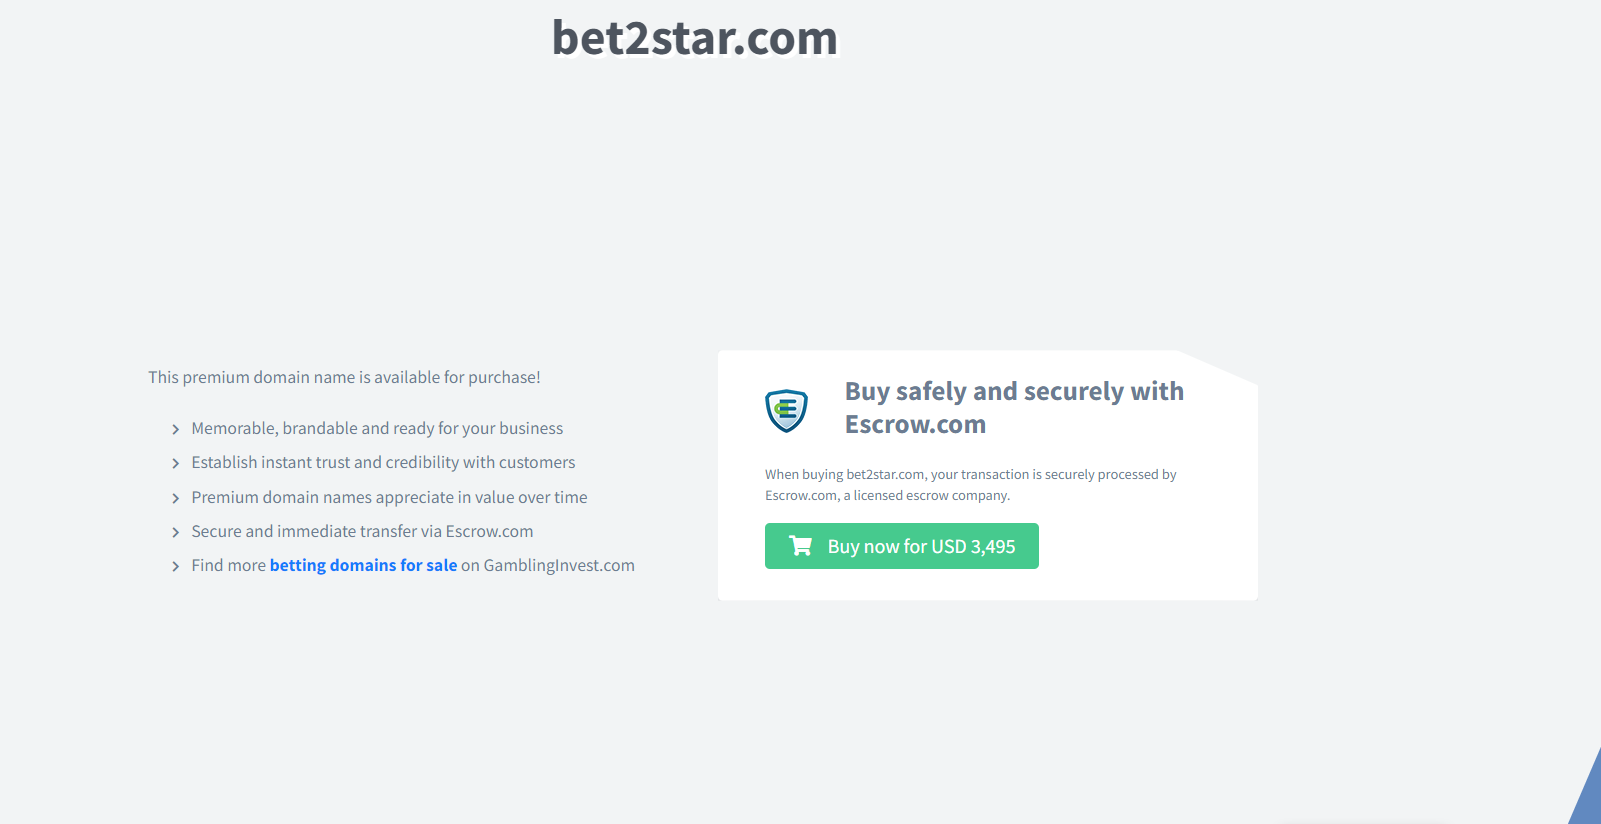 bet2star.com
This premium domain name is available for purchase!
Memorable, brandable and ready for your business
Establish instant trust and credibility with customers
Premium domain names appreciate in value over time
Secure and immediate transfer via Escrow.com
Find more betting domains for sale on GamblingInvest.com
Buy safely and securely with
Escrow.com
When buying bet2star.com, your transaction is securely processed by
Escrow.com, a licensed escrow company.
Buy now for USD 3,495